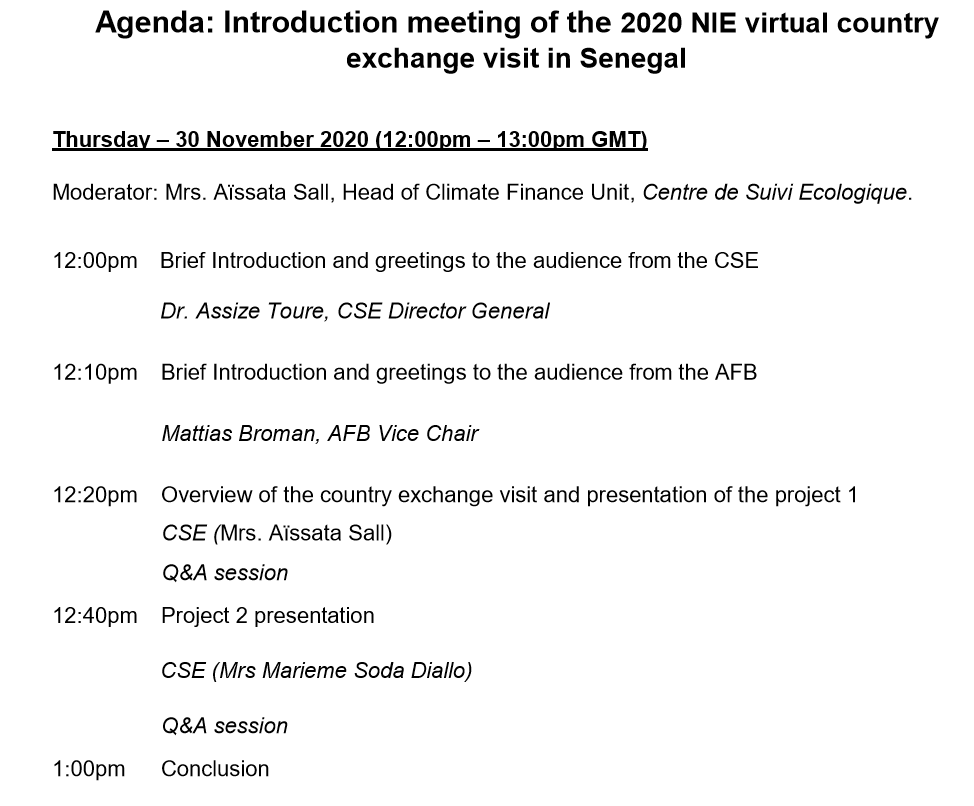 Agenda: Introduction meeting of the 2020 NIE virtual country
exchange visit in Senegal
Thursday – 30 November 2020 (12:00pm – 13:00pm GMT)
Moderator: Mrs. Aïssata Sall, Head of Climate Finance Unit, Centre de Suivi Ecologique.
12:00pm Brief Introduction and greetings to the audience from the CSE
Dr. Assize Toure, CSE Director General
12:10pm Brief Introduction and greetings to the audience from the AFB
Mattias Broman, AFB Vice Chair
12:20pm Overview of the country exchange visit and presentation of the project 1
CSE (Mrs. Aïssata Sall)
Q&A session
12:40pm Project 2 presentation
CSE (Mrs Marieme Soda Diallo)
Q&A session
1:00pm Conclusion